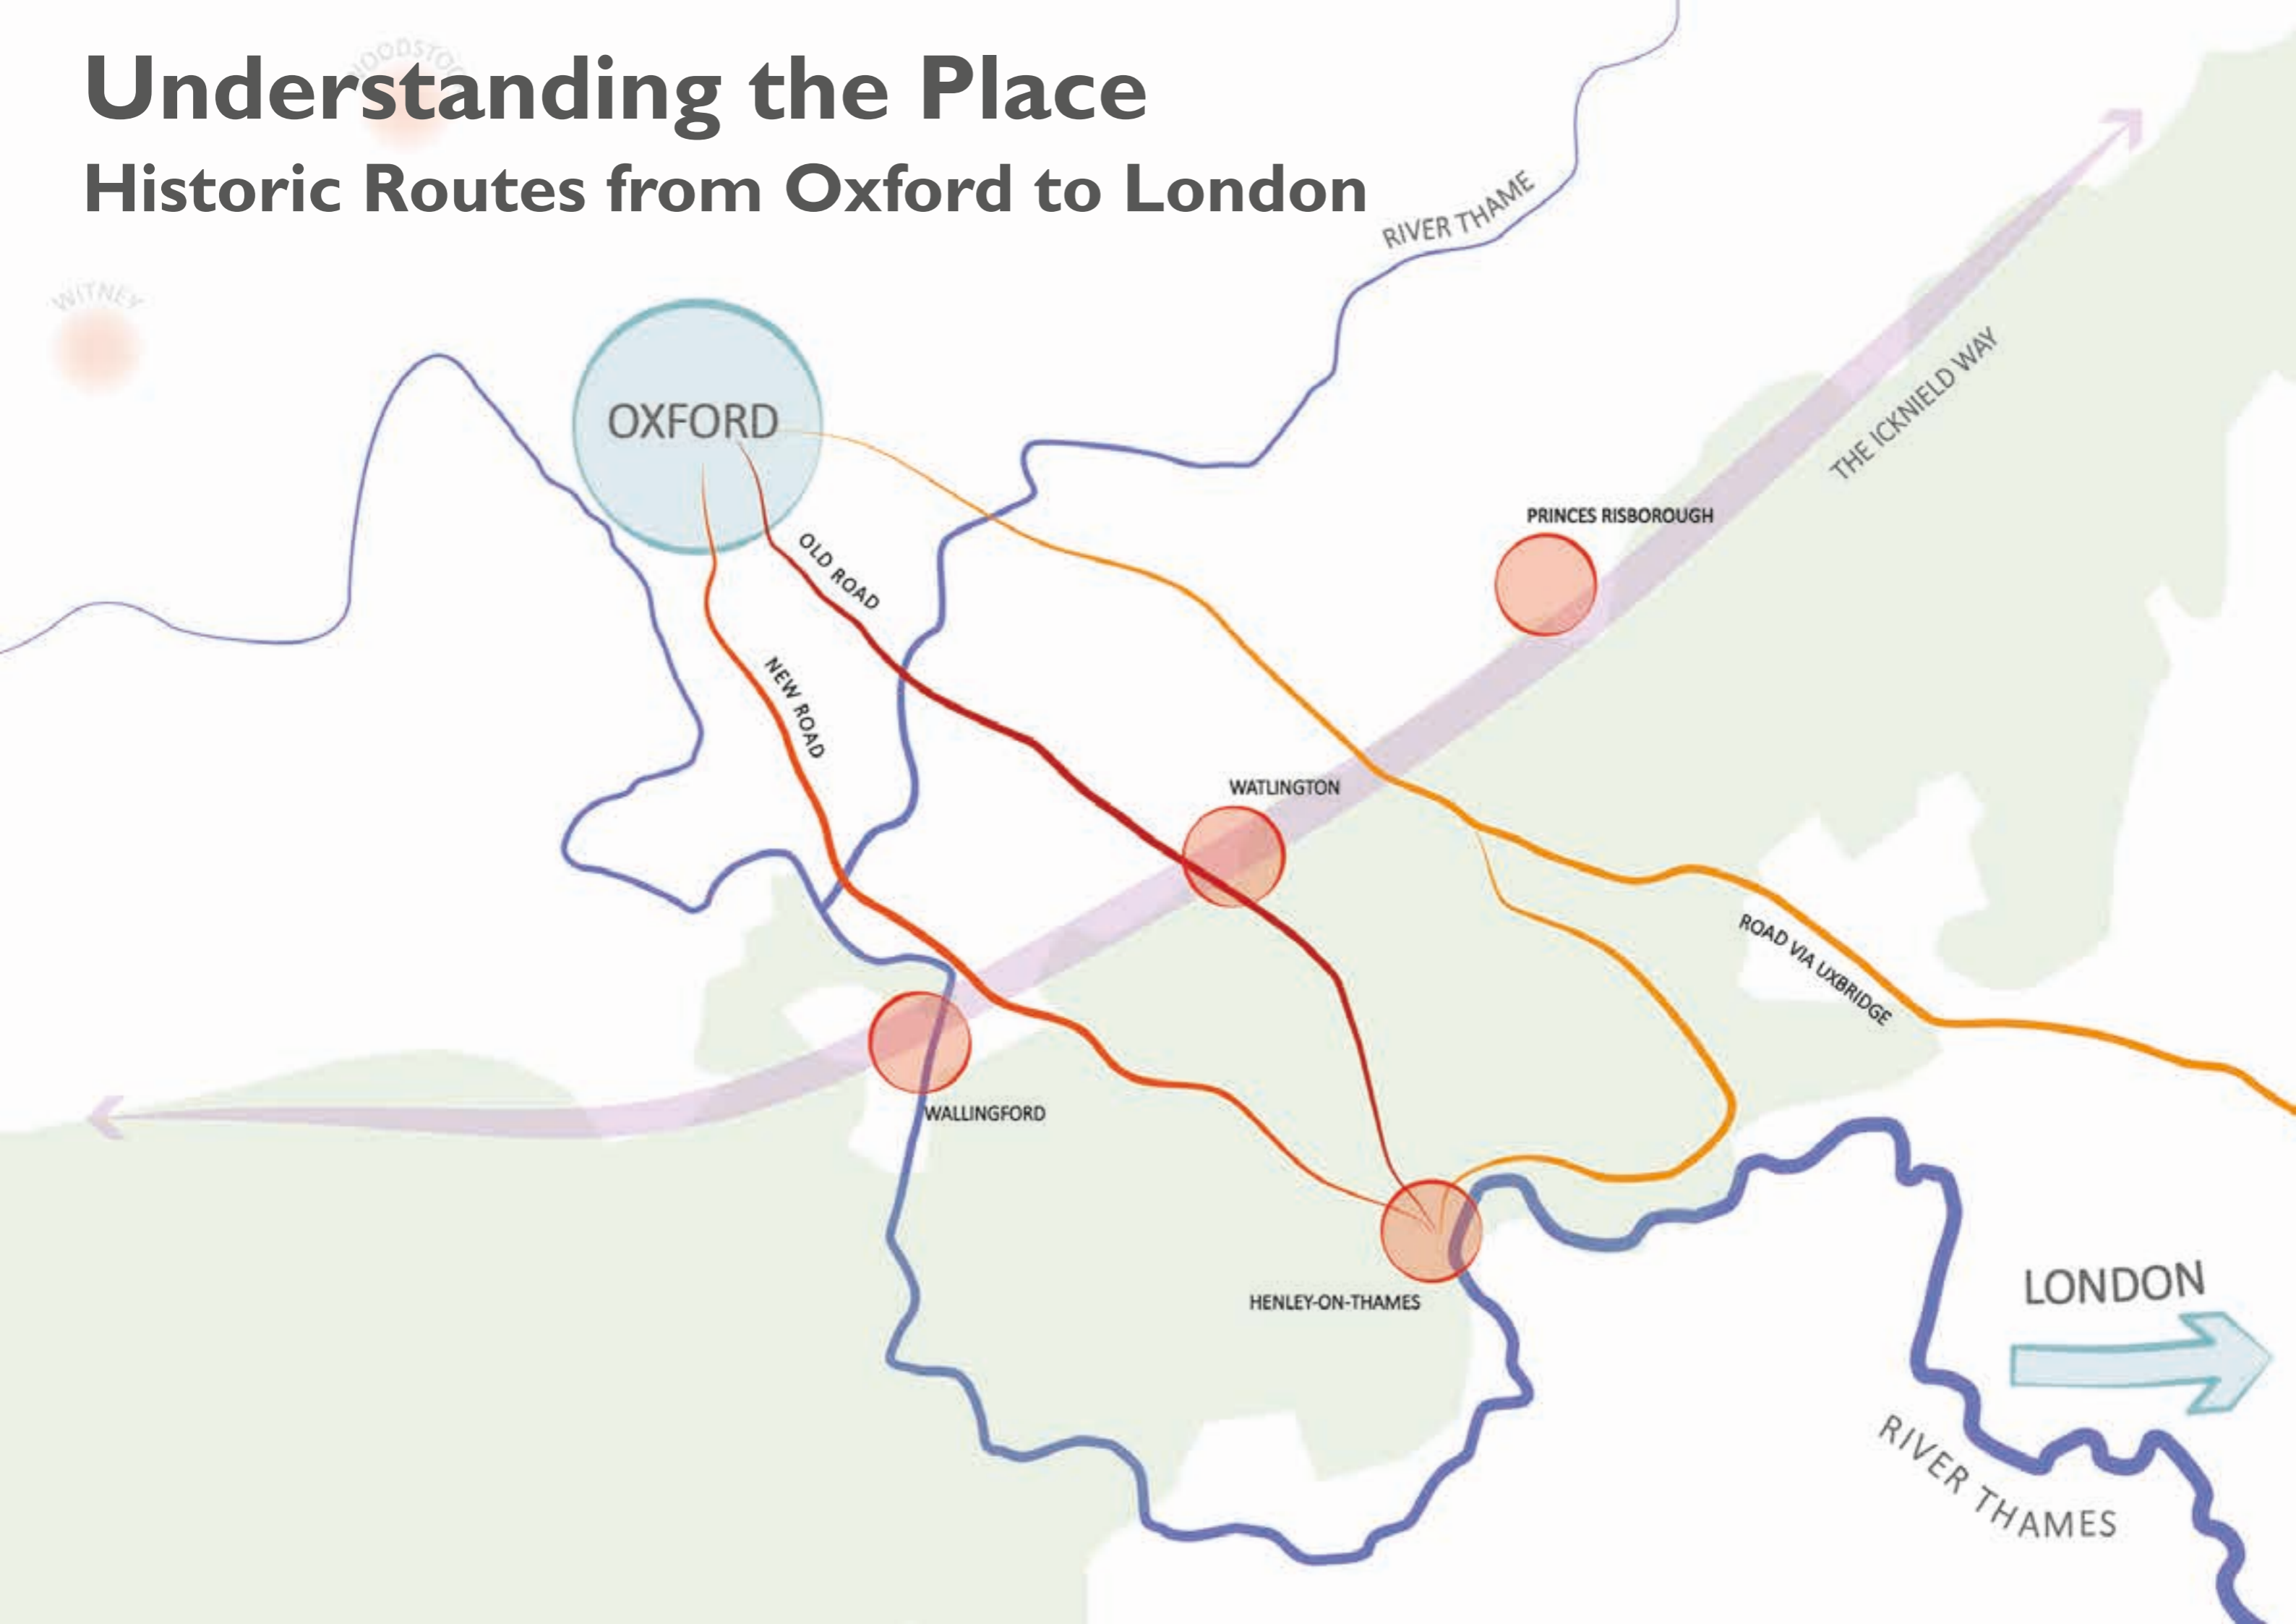 Understanding the Place
Historic Routes from Oxford to London
WITNEY
RIVER THAME
OXFORD
THE ICKNIELD WAY
PRINCES RISBOROUGH
OLD ROAD
NEW ROAD
WATLINGTON
ROAD VIA UXBRIDGE
WALLINGFORD
HENLEY-ON-THAMES
LONDON
RIVER THAMES